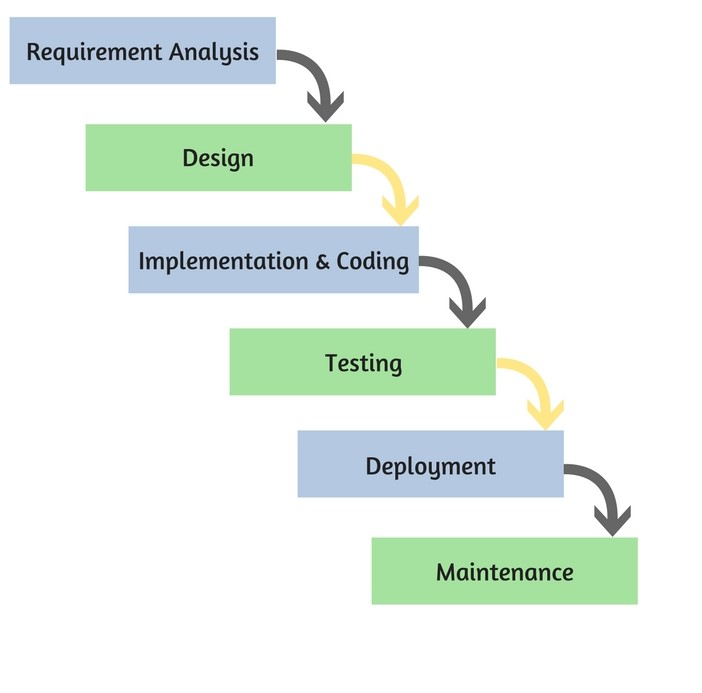 Requirement Analysis
Design
Implementation & Coding
Testing
Deployment
Maintenance